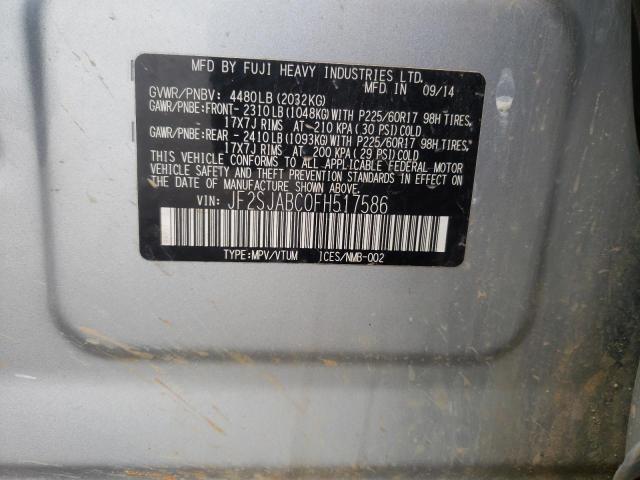 MFD BY FUJI HEAVY INDUSTRIES LTD.
MFD IN 09/14
GVWR/PNBV: 4480LB (2032KG)
GAWR/PNBE:FRONT- 2310LB (1048KG)WITH P225/60R17 98H TIRES,
17X7J RIMS AT 210 KPA (30 PSI)COLD
GAWR/PNBE:REAR - 2410LB (1093KG)WITH P225/60R17 98H TIRES,
17X7J RIMS AT 200 KPA (29 PSI)COLD
THIS VEHICLE CONFORMS TO ALL APPLICABLE FEDERAL MOTOR
VEHICLE SAFETY AND THEFT PREVENTION STANDARDS IN EFFECT
ON THE DATE OF MANUFACTURE SHOWN ABOVE.
VIN: JF2SJABC0FH517586
TYPE:MPV/VTUM ICES/NMB-002